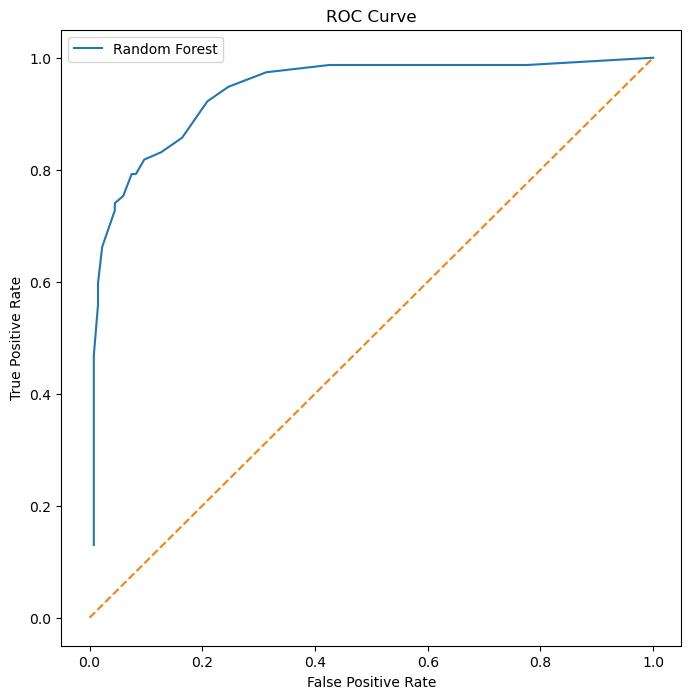 ROC Curve
Random Forest
1.0
0.8
0.6
0.4
0.2
0.0
True Positive Rate
0.0 0.2 0.4 0.6 0.8 1.0
False Positive Rate